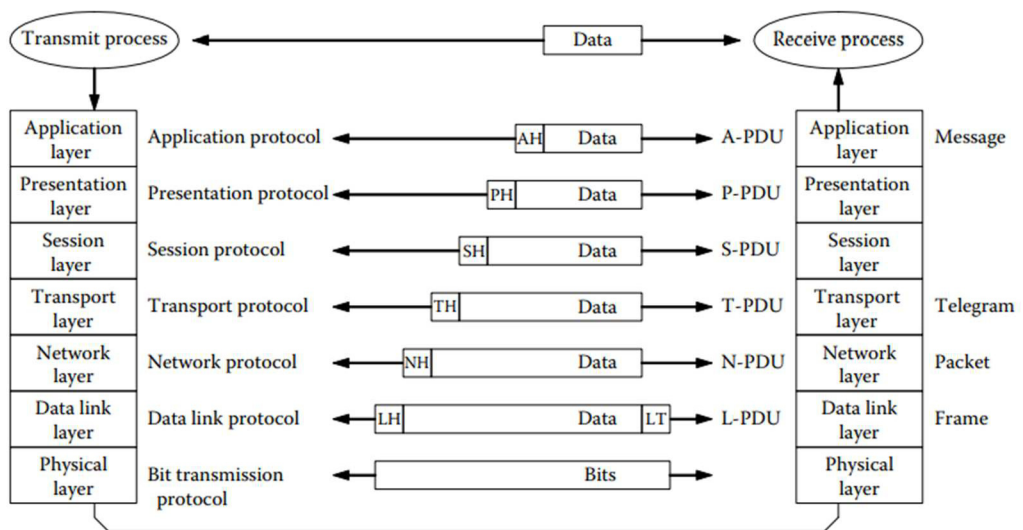 Transmit process
Data
Receive process
Application
layer
Application protocol
AH
Data
A-PDU
Application
layer
Message
Presentation
layer
Presentation protocol
PH
Data
P-PDU
Presentation
layer
Session
layer
Session protocol
SH
Data
S-PDU
Session
layer
Transport
layer
Transport protocol
TH
Data
T-PDU
Transport
layer
Telegram
Network
layer
Network protocol
NH
Data
N-PDU
Network
layer
Packet
Data link
layer
Data link protocol
LH
Data
LT
L-PDU
Data link
layer
Frame
Physical
layer
Bit transmission
protocol
Bits
Physical
layer